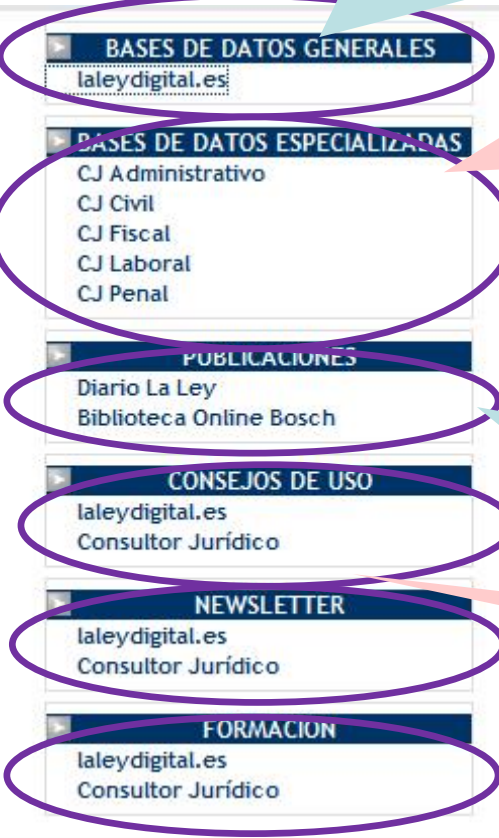 BASES DE DATOS GENERALES
laleydigital.es
BASES DE DATOS ESPECIALIZADAS
CJ Administrativo
CJ Civil
CJ Fiscal
CJ Laboral
CJ Penal
PUBLICACIONES
Diario La Ley
Biblioteca Online Bosch
CONSEJOS DE USO
laleydigital.es
Consultor Jurídico
NEWSLETTER
laleydigital.es
Consultor Jurídico
FORMACIÓN
laleydigital.es
Consultor Jurídico